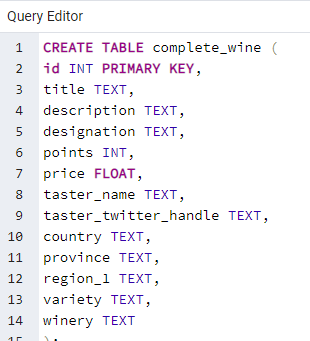 Query Editor
1 CREATE TABLE complete_wine (
2 id INT PRIMARY KEY,
3 title TEXT,
4 description TEXT,
5 designation TEXT,
6 points INT,
7 price FLOAT,
8 taster_name TEXT,
9 taster_twitter_handle TEXT,
10 country TEXT,
11 province TEXT,
12 region_1 TEXT,
13 variety TEXT,
14 winery TEXT
15 );